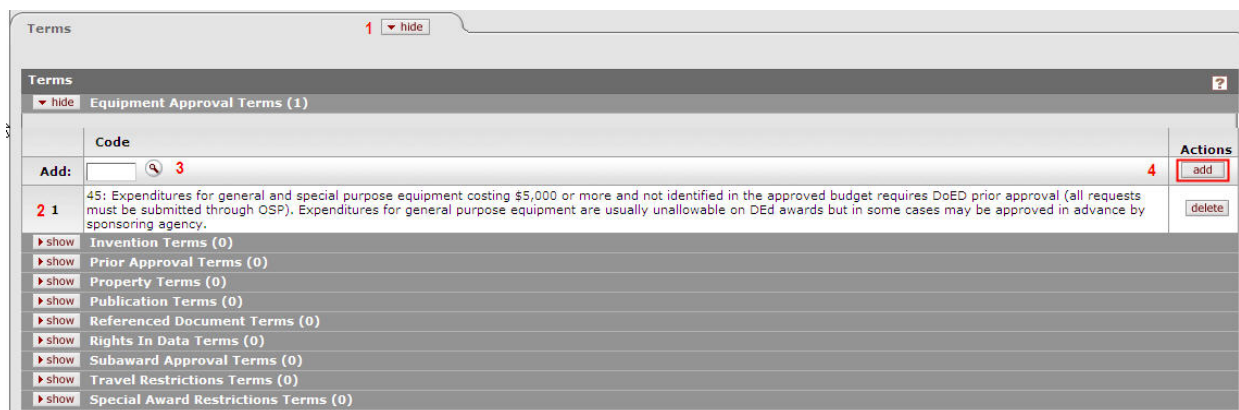 Terms 1 hide
Terms ?
hide Equipment Approval Terms (1)
Code Actions
Add: 3 4 add
2 1 45: Expenditures for general and special purpose equipment costing $5,000 or more and not identified in the approved budget requires DoED prior approval (all requests
must be submitted through OSP). Expenditures for general purpose equipment are usually unallowable on DEd awards but in some cases may be approved in advance by
sponsoring agency.
delete
show Invention Terms (0)
show Prior Approval Terms (0)
show Property Terms (0)
show Publication Terms (0)
show Referenced Document Terms (0)
show Rights In Data Terms (0)
show Subaward Approval Terms (0)
show Travel Restrictions Terms (0)
show Special Award Restrictions Terms (0)